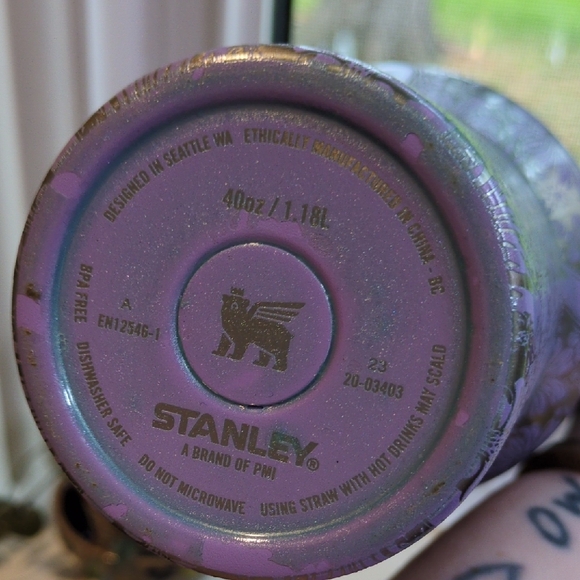 DESIGNED IN SEATTLE WA ETHICALLY MANUFACTURED IN CHINA - BC
40oz / 1.18L
BPA FREE DISHWASHER SAFE DO NOT MICROWAVE USING STRAW WITH HOT DRINKS MAY SCALD
A
EN12546-1
23
20-03403
STANLEY®
A BRAND OF PMI